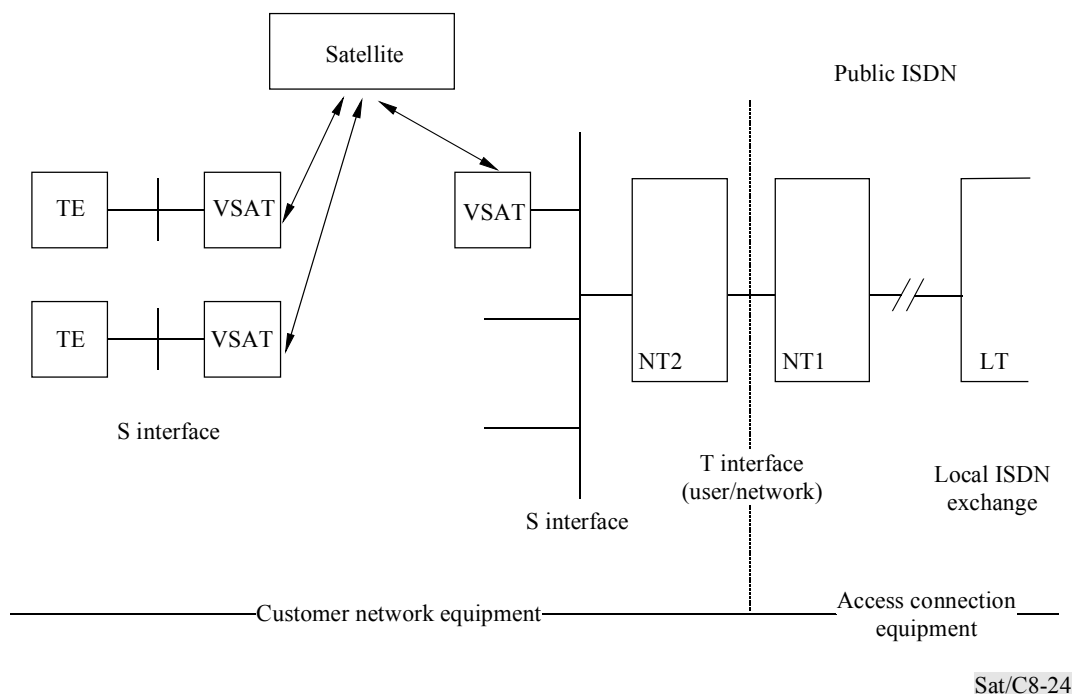 Satellite
Public ISDN
TE
VSAT
VSAT
TE
VSAT
NT2
NT1
LT
S interface
T interface
(user/network)
Local ISDN
exchange
S interface
Customer network equipment
Access connection
equipment
Sat/C8-24